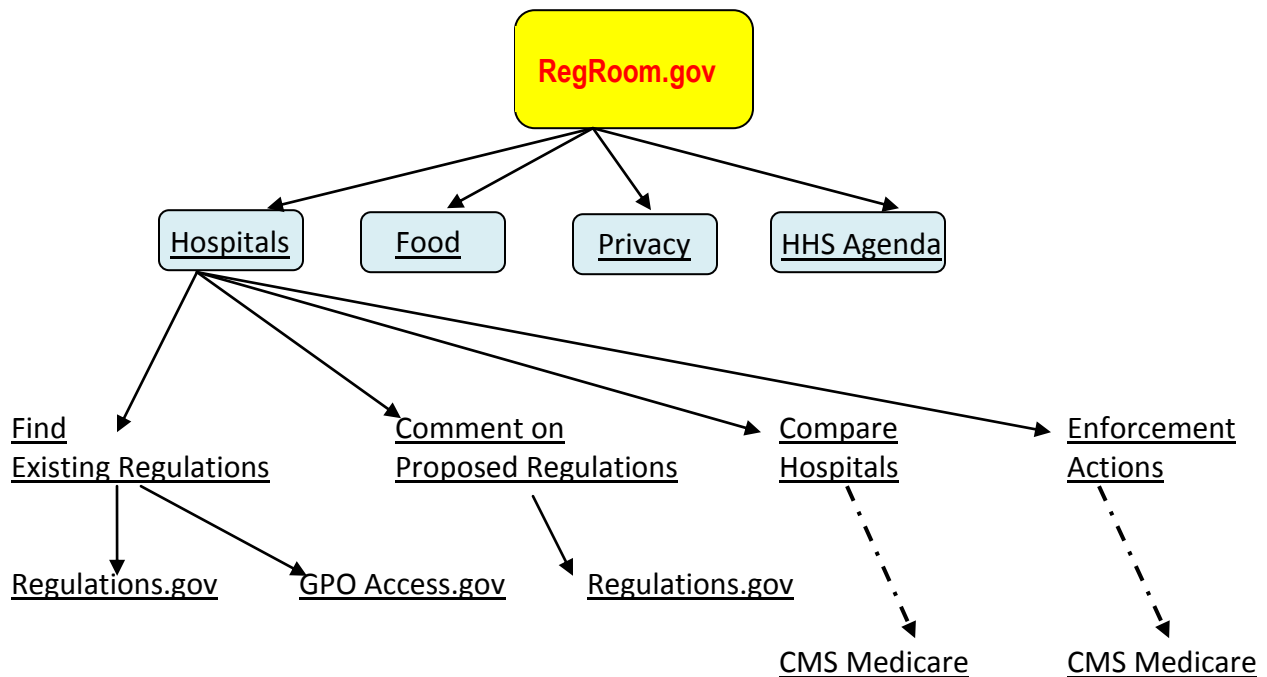 RegRoom.gov
Hospitals
Food
Privacy
HHS Agenda
Find
Existing Regulations
Comment on
Proposed Regulations
Compare
Hospitals
Enforcement
Actions
Regulations.gov
GPO Access.gov
Regulations.gov
CMS Medicare
CMS Medicare